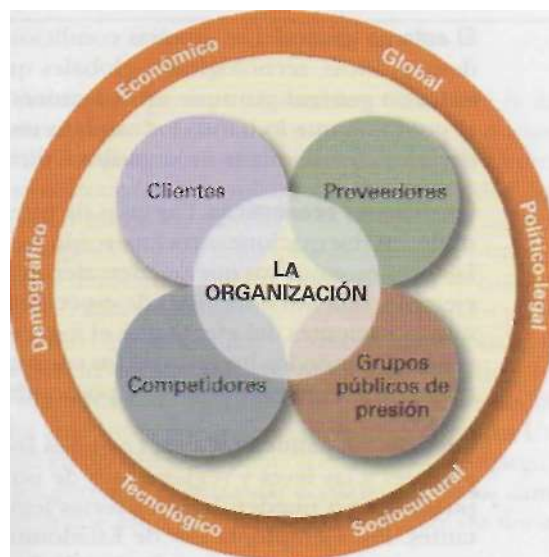 Económico
Global
Clientes
Proveedores
Demográfico
Político-legal
LA
ORGANIZACIÓN
Competidores
Grupos
públicos de
presión
Tecnológico
Sociocultural